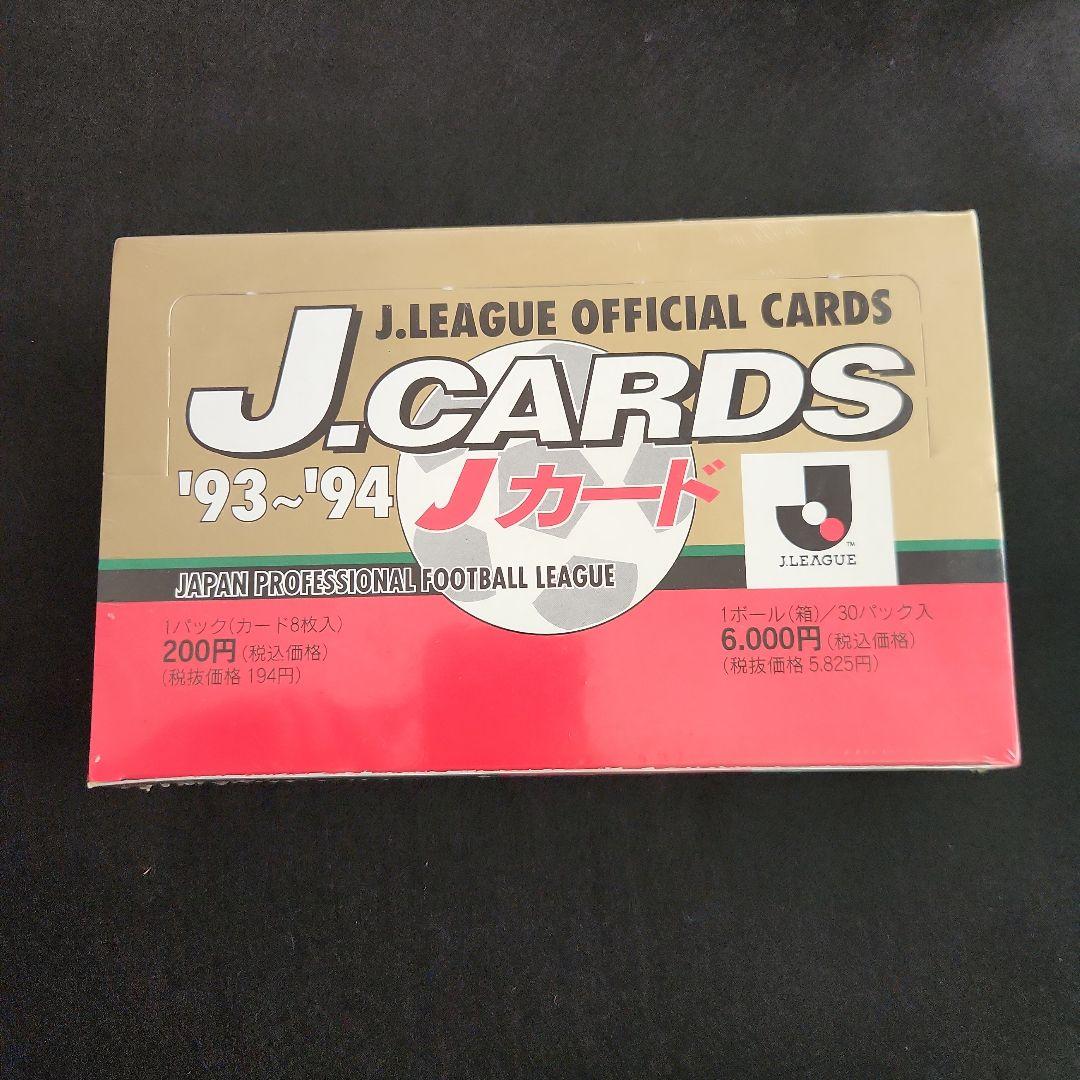 J.LEAGUE OFFICIAL CARDS
J.CARDS
'93~'94
Jカード
J.LEAGUE
TM
JAPAN PROFESSIONAL FOOTBALL LEAGUE
1パック(カード8枚入)
200円(税込価格)
(税抜価格 194円)
1ボール(箱)/30パック入
6.000円(税込価格)
(税抜価格 5.825円)